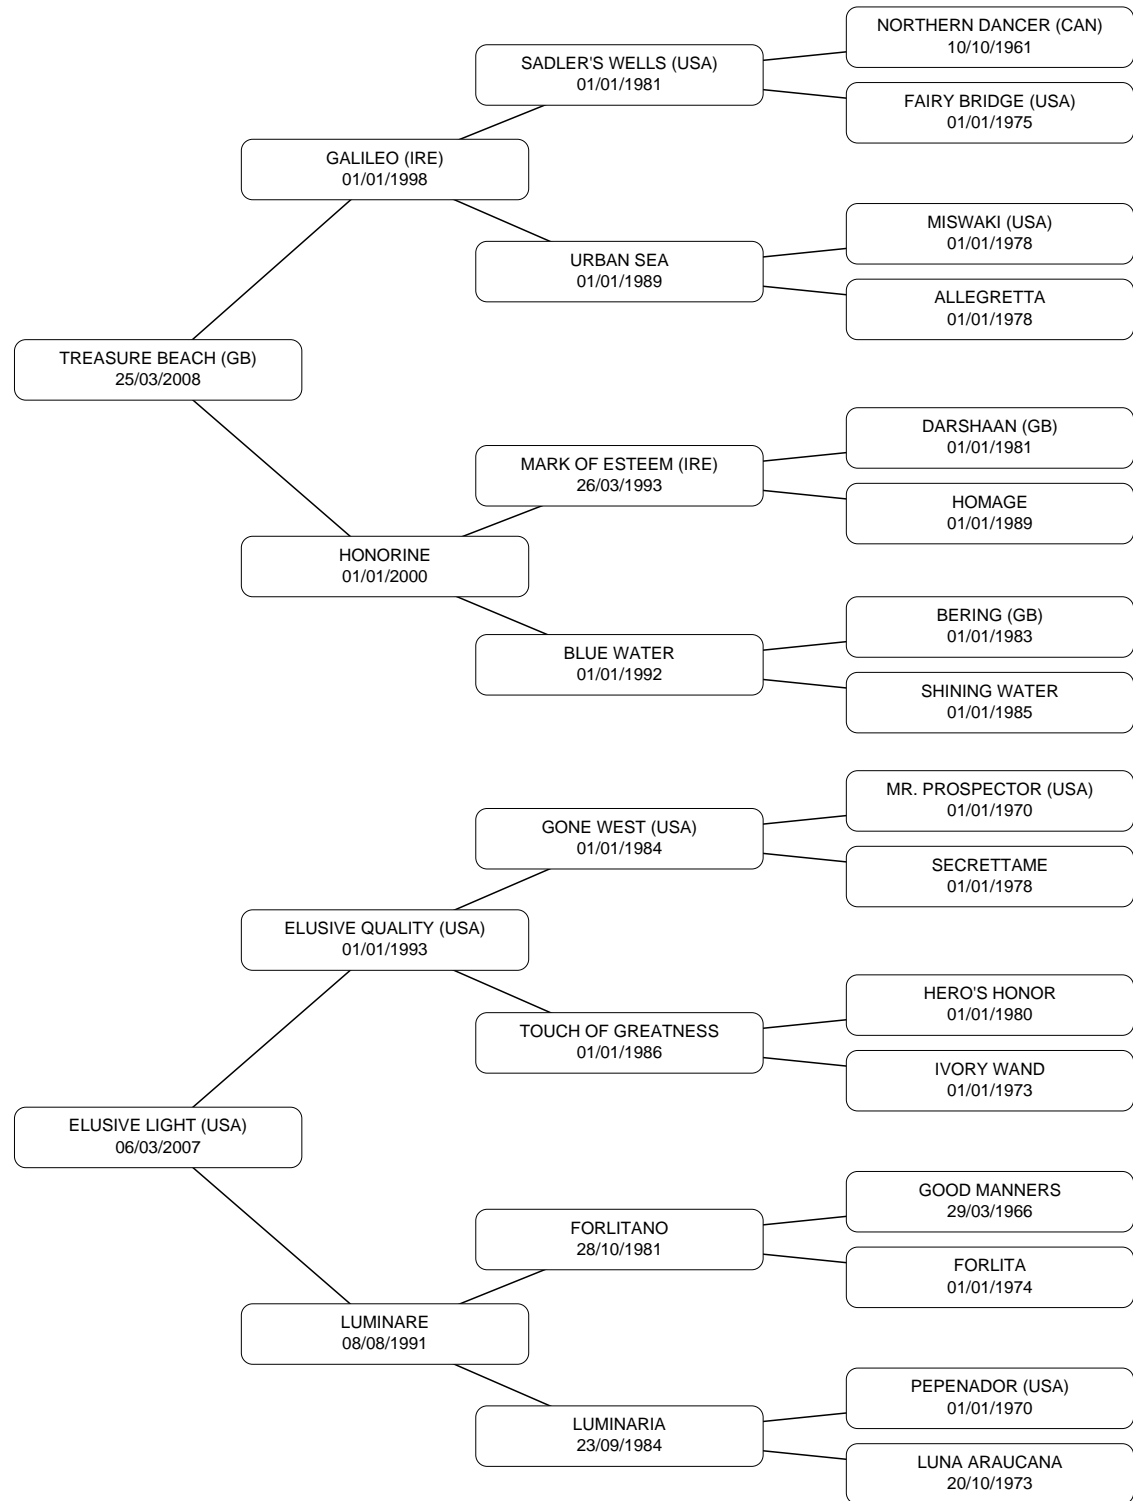 NORTHERN DANCER (CAN)
10/10/1961
SADLER'S WELLS (USA)
01/01/1981
FAIRY BRIDGE (USA)
01/01/1975
GALILEO (IRE)
01/01/1998
MISWAKI (USA)
01/01/1978
URBAN SEA
01/01/1989
ALLEGRETTA
01/01/1978
TREASURE BEACH (GB)
25/03/2008
DARSHAAN (GB)
01/01/1981
MARK OF ESTEEM (IRE)
26/03/1993
HOMAGE
01/01/1989
HONORINE
01/01/2000
BERING (GB)
01/01/1983
BLUE WATER
01/01/1992
SHINING WATER
01/01/1985
MR. PROSPECTOR (USA)
01/01/1970
GONE WEST (USA)
01/01/1984
SECRETTAME
01/01/1978
ELUSIVE QUALITY (USA)
01/01/1993
HERO'S HONOR
01/01/1980
TOUCH OF GREATNESS
01/01/1986
IVORY WAND
01/01/1973
ELUSIVE LIGHT (USA)
06/03/2007
GOOD MANNERS
29/03/1966
FORLITANO
28/10/1981
FORLITA
01/01/1974
LUMINARE
08/08/1991
PEPENADOR (USA)
01/01/1970
LUMINARIA
23/09/1984
LUNA ARAUCANA
20/10/1973